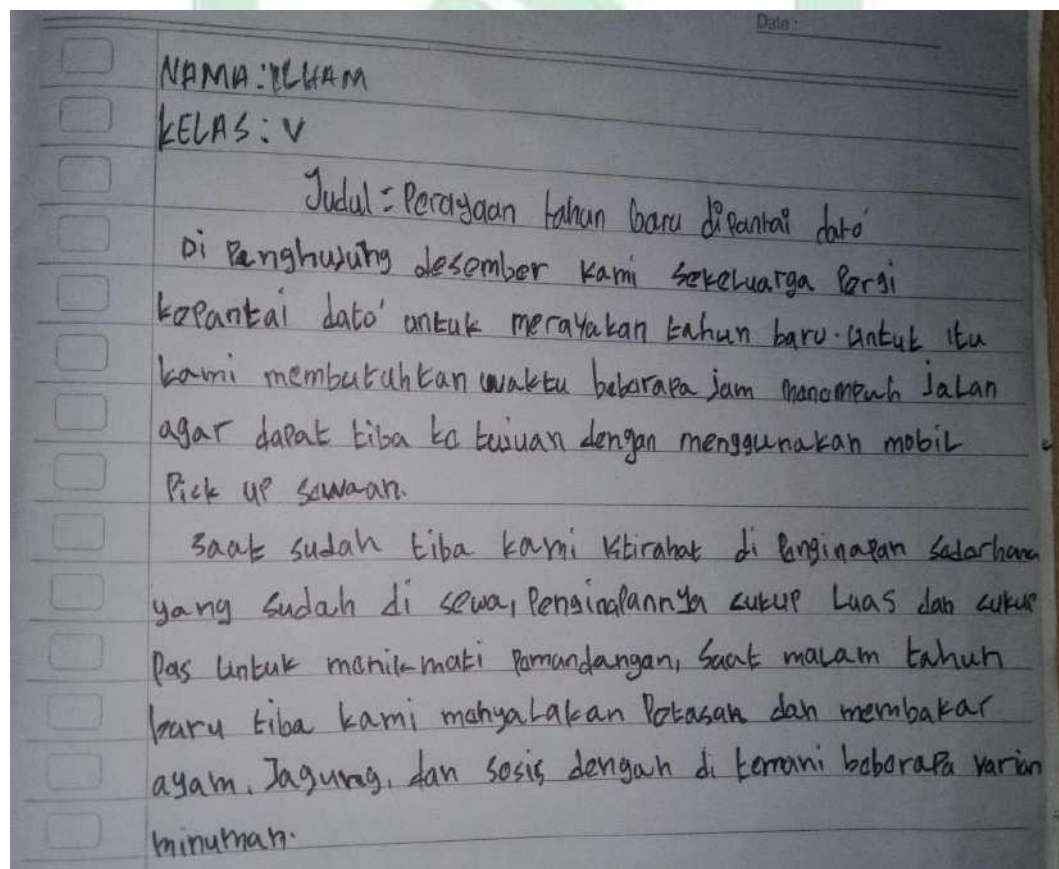 Date:
NAMA: ILHAM
KELAS: V
Judul = Perayaan tahun baru dipantai dato'
Di Penghujung desember kami sekeluarga Pergi
kepantai dato' untuk merayakan tahun baru. untuk itu
kami membutuhkan waktu beberapa jam menempuh jalan
agar dapat tiba ke tujuan dengan menggunakan mobil
Pick up sewaan.
Saat sudah tiba kami istirahat di Penginapan sederhana
yang sudah di sewa, Penginapannya cukup Luas dan cukup
Pas untuk menikmati Pemandangan, Saat malam tahun
baru tiba kami menyalakan Petasan dan membakar
ayam, Jagung, dan sosis dengan di temani beberapa varian
minuman.